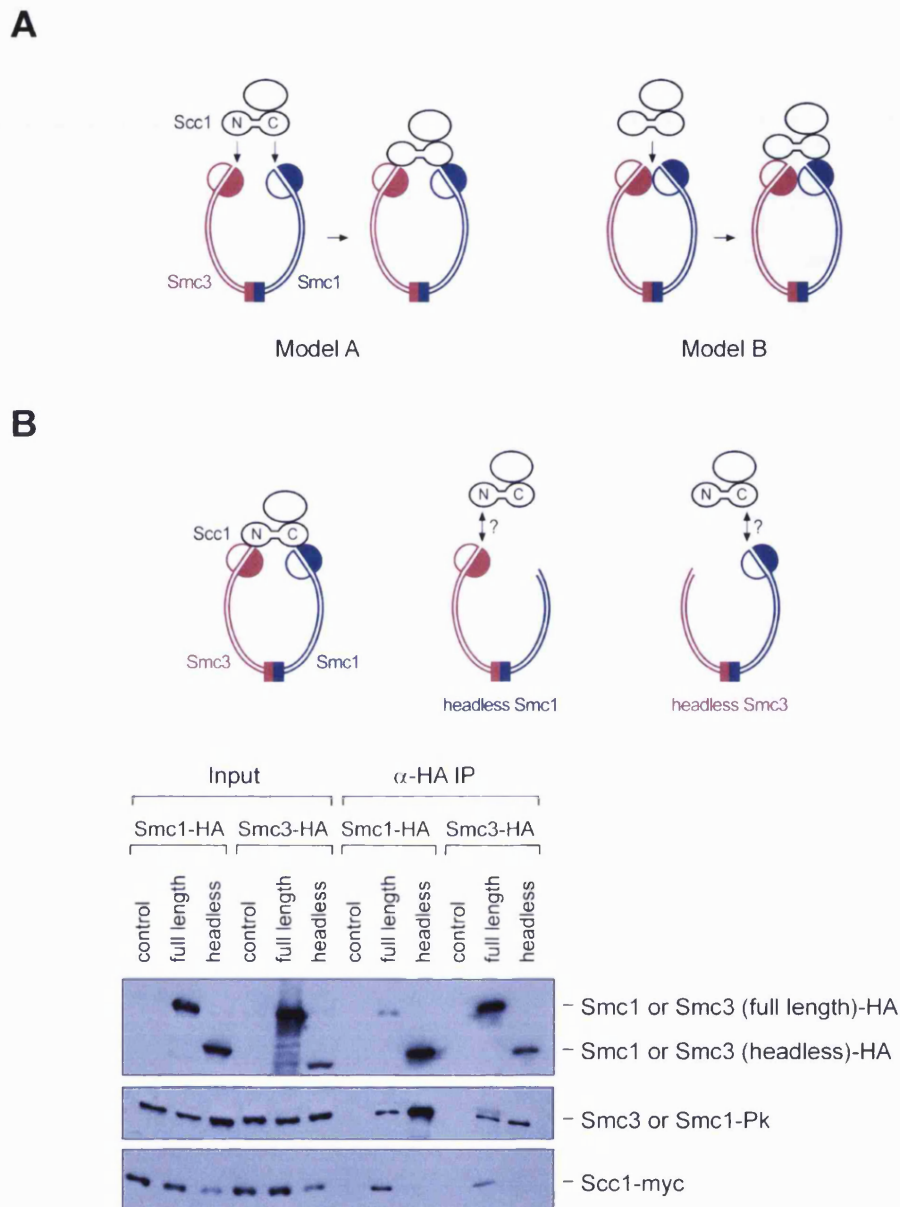 A
Scc1 N C
Smc3 Smc1
Model A Model B
B
N C N C
Scc1 N C ? ?
Smc3 Smc1
headless Smc1 headless Smc3
Input α-HA IP
Smc1-HA Smc3-HA Smc1-HA Smc3-HA
control full length headless control full length headless control full length headless control full length headless
Smc1 or Smc3 (full length)-HA
Smc1 or Smc3 (headless)-HA
Smc3 or Smc1-Pk
Scc1-myc